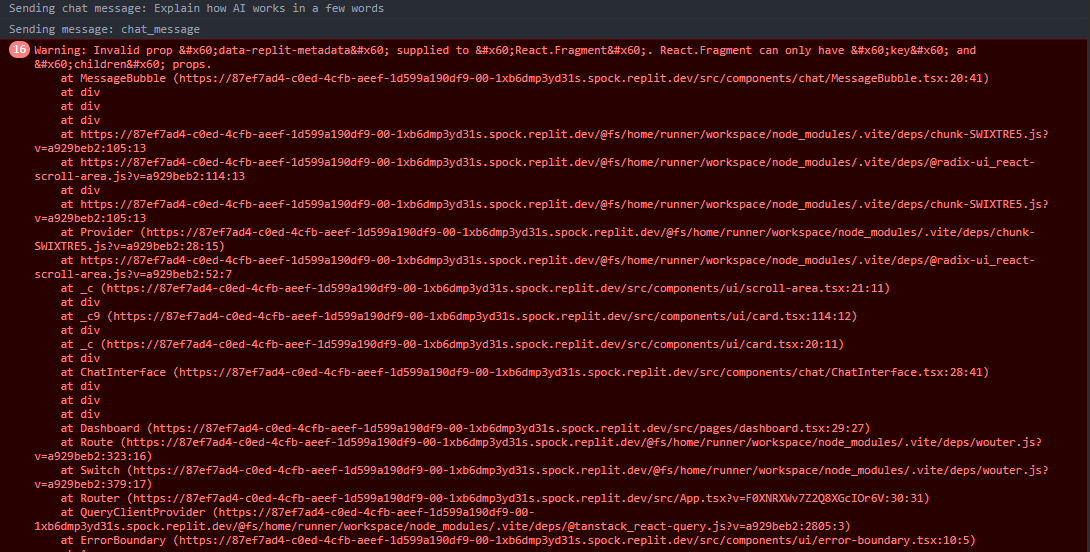 Sending chat message: Explain how AI works in a few words
Sending message: chat_message
16 Warning: Invalid prop &#x60;data-replit-metadata&#x60; supplied to &#x60;React.Fragment&#x60;. React.Fragment can only have &#x60;key&#x60; and
&#x60;children&#x60; props.
at MessageBubble (https://87ef7ad4-c0ed-4cfb-aeef-1d599a190df9-00-1xb6dmp3yd31s.spock.replit.dev/src/components/chat/MessageBubble.tsx:20:41)
at div
at div
at div
at https://87ef7ad4-c0ed-4cfb-aeef-1d599a190df9-00-1xb6dmp3yd31s.spock.replit.dev/@fs/home/runner/workspace/node_modules/.vite/deps/chunk-SWIXTRE5.js?
v=a929beb2:105:13
at https://87ef7ad4-c0ed-4cfb-aeef-1d599a190df9-00-1xb6dmp3yd31s.spock.replit.dev/@fs/home/runner/workspace/node_modules/.vite/deps/@radix-ui_react-
scroll-area.js?v=a929beb2:114:13
at div
at https://87ef7ad4-c0ed-4cfb-aeef-1d599a190df9-00-1xb6dmp3yd31s.spock.replit.dev/@fs/home/runner/workspace/node_modules/.vite/deps/chunk-SWIXTRE5.js?
v=a929beb2:105:13
at Provider (https://87ef7ad4-c0ed-4cfb-aeef-1d599a190df9-00-1xb6dmp3yd31s.spock.replit.dev/@fs/home/runner/workspace/node_modules/.vite/deps/chunk-
SWIXTRE5.js?v=a929beb2:28:15)
at https://87ef7ad4-c0ed-4cfb-aeef-1d599a190df9-00-1xb6dmp3yd31s.spock.replit.dev/@fs/home/runner/workspace/node_modules/.vite/deps/@radix-ui_react-
scroll-area.js?v=a929beb2:52:7
at _c (https://87ef7ad4-c0ed-4cfb-aeef-1d599a190df9-00-1xb6dmp3yd31s.spock.replit.dev/src/components/ui/scroll-area.tsx:21:11)
at div
at _c9 (https://87ef7ad4-c0ed-4cfb-aeef-1d599a190df9-00-1xb6dmp3yd31s.spock.replit.dev/src/components/ui/card.tsx:114:12)
at div
at _c (https://87ef7ad4-c0ed-4cfb-aeef-1d599a190df9-00-1xb6dmp3yd31s.spock.replit.dev/src/components/ui/card.tsx:20:11)
at div
at ChatInterface (https://87ef7ad4-c0ed-4cfb-aeef-1d599a190df9-00-1xb6dmp3yd31s.spock.replit.dev/src/components/chat/ChatInterface.tsx:28:41)
at div
at div
at div
at Dashboard (https://87ef7ad4-c0ed-4cfb-aeef-1d599a190df9-00-1xb6dmp3yd31s.spock.replit.dev/src/pages/dashboard.tsx:29:27)
at Route (https://87ef7ad4-c0ed-4cfb-aeef-1d599a190df9-00-1xb6dmp3yd31s.spock.replit.dev/@fs/home/runner/workspace/node_modules/.vite/deps/wouter.js?
v=a929beb2:323:16)
at Switch (https://87ef7ad4-c0ed-4cfb-aeef-1d599a190df9-00-1xb6dmp3yd31s.spock.replit.dev/@fs/home/runner/workspace/node_modules/.vite/deps/wouter.js?
v=a929beb2:379:17)
at Router (https://87ef7ad4-c0ed-4cfb-aeef-1d599a190df9-00-1xb6dmp3yd31s.spock.replit.dev/src/App.tsx?v=F0XNRXWv7Z2Q8XGcIOr6V:30:31)
at QueryClientProvider (https://87ef7ad4-c0ed-4cfb-aeef-1d599a190df9-00-
1xb6dmp3yd31s.spock.replit.dev/@fs/home/runner/workspace/node_modules/.vite/deps/@tanstack_react-query.js?v=a929beb2:2805:3)
at ErrorBoundary (https://87ef7ad4-c0ed-4cfb-aeef-1d599a190df9-00-1xb6dmp3yd31s.spock.replit.dev/src/components/ui/error-boundary.tsx:10:5)